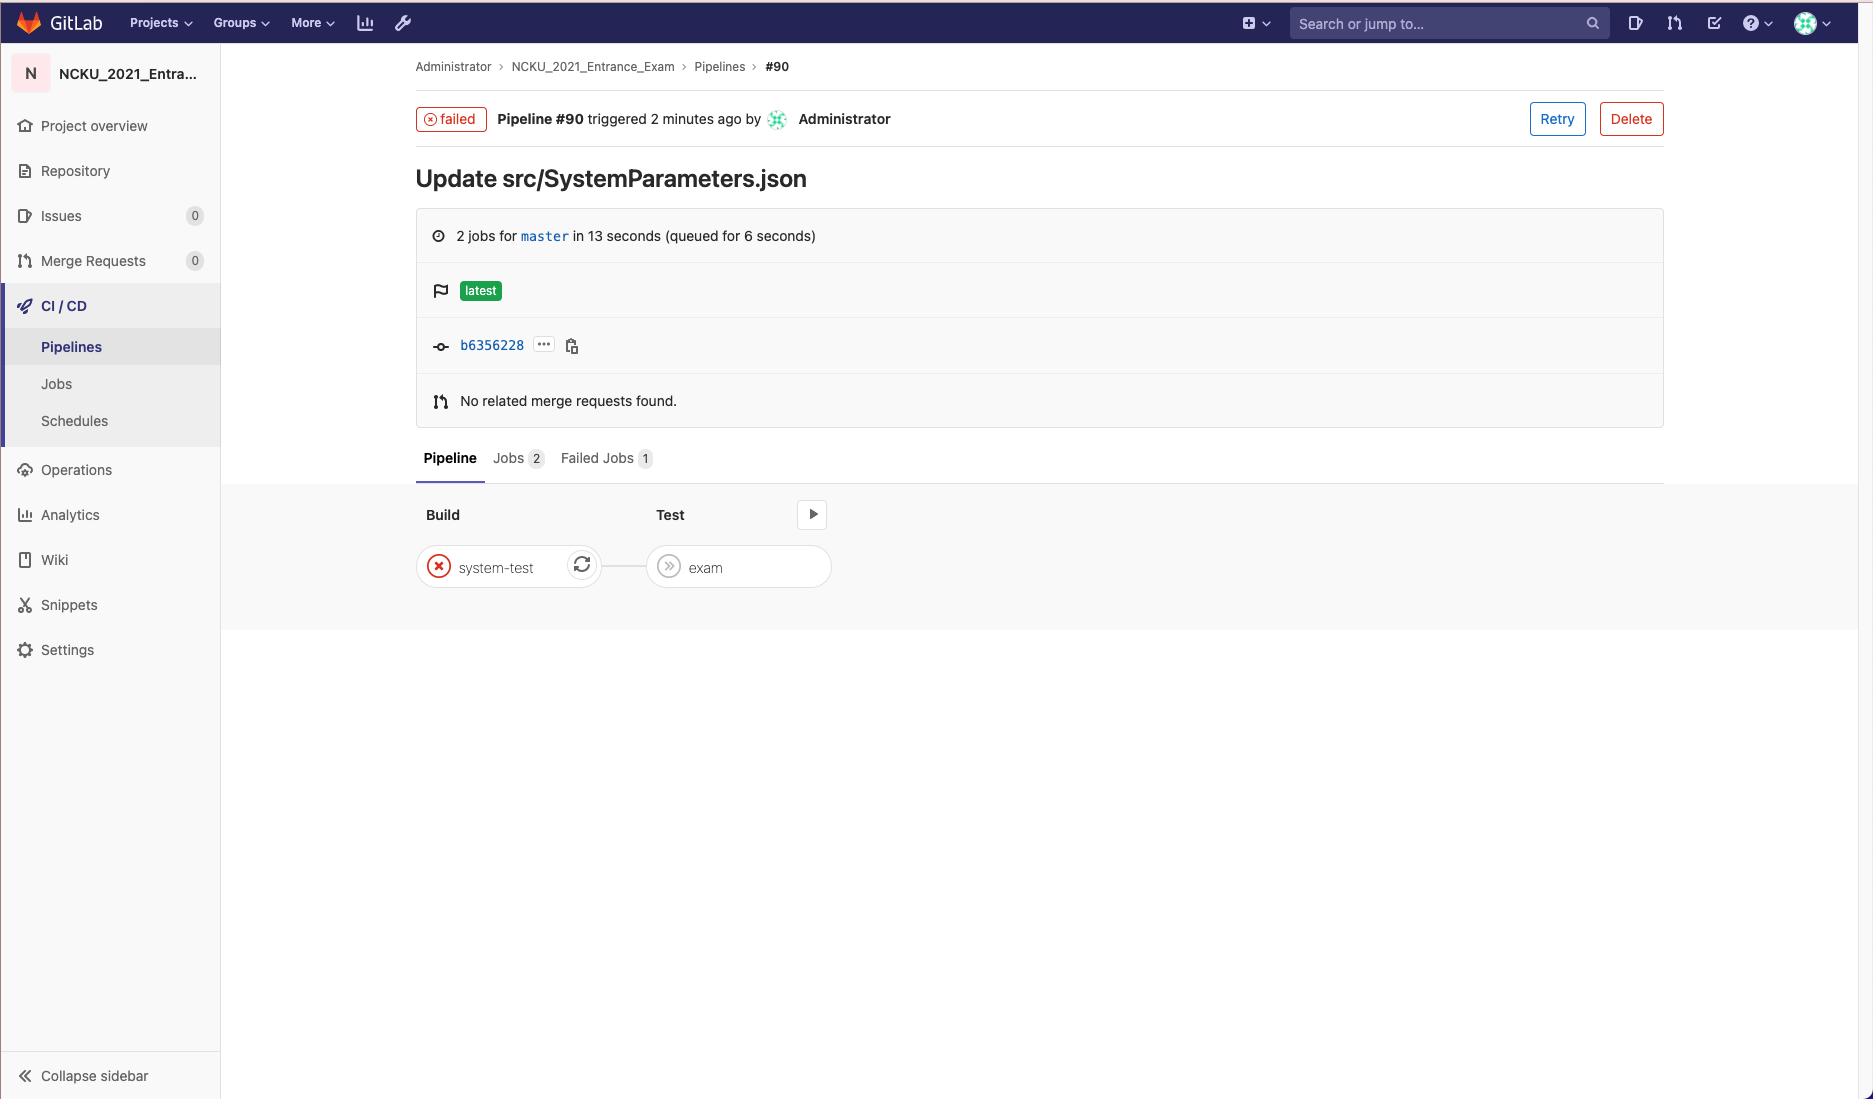 GitLab Projects Groups More Search or jump to...
N NCKU_2021_Entra...
Project overview
Repository
Issues 0
Merge Requests 0
CI / CD
Pipelines
Jobs
Schedules
Operations
Analytics
Wiki
Snippets
Settings
Collapse sidebar
Administrator › NCKU_2021_Entrance_Exam › Pipelines › #90
failed Pipeline #90 triggered 2 minutes ago by Administrator Retry Delete
Update src/SystemParameters.json
2 jobs for master in 13 seconds (queued for 6 seconds)
latest
b6356228 ...
No related merge requests found.
Pipeline Jobs 2 Failed Jobs 1
Build Test
system-test exam